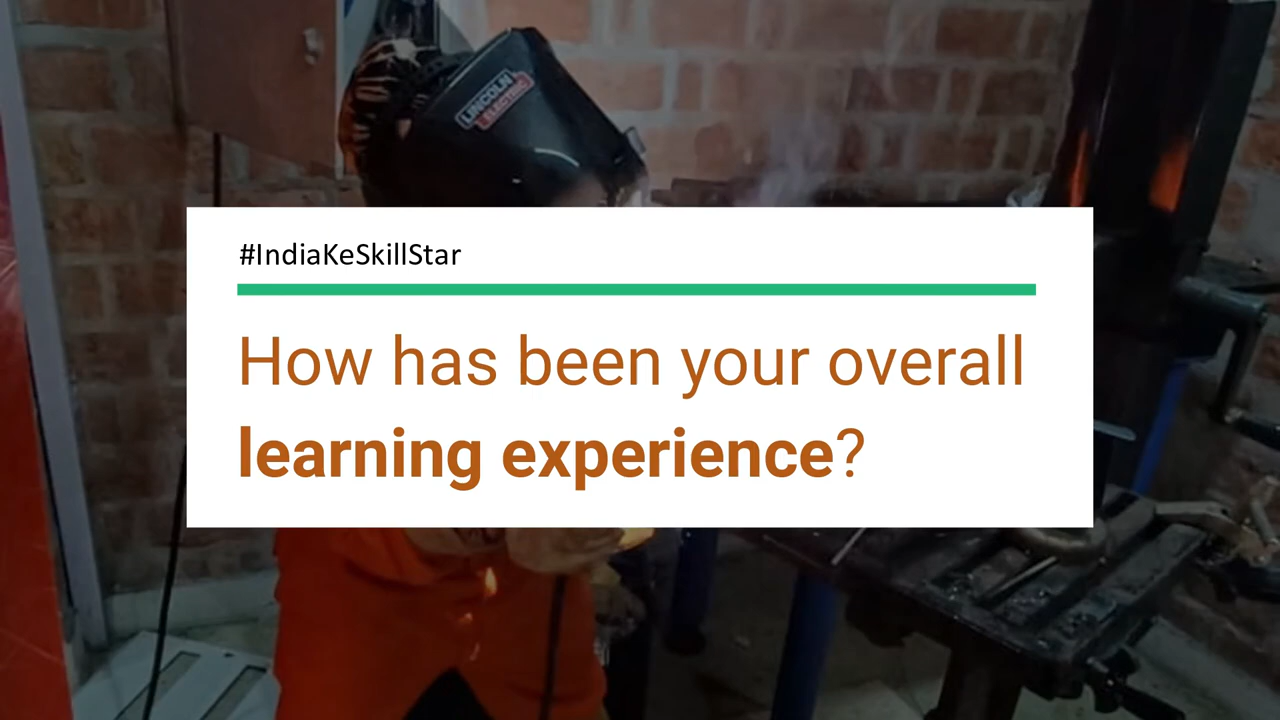 LINCOLN
ELECTRIC
#IndiaKeSkillStar
How has been your overall
learning experience?